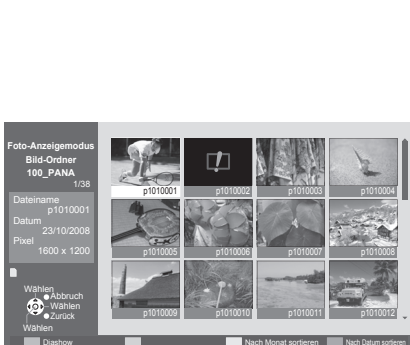 Foto-Anzeigemodus
Bild-Ordner
100_PANA
1/38
Dateiname
p1010001
Datum
23/10/2008
Pixel
1600 x 1200
Wählen
Abbruch
Wählen
Zurück
Wählen
p1010001 p1010002 p1010003 p1010004
p1010005 p1010006 p1010007 p1010008
p1010009 p1010010 p1010011 p1010012
Diashow Nach Monat sortieren Nach Datum sortieren